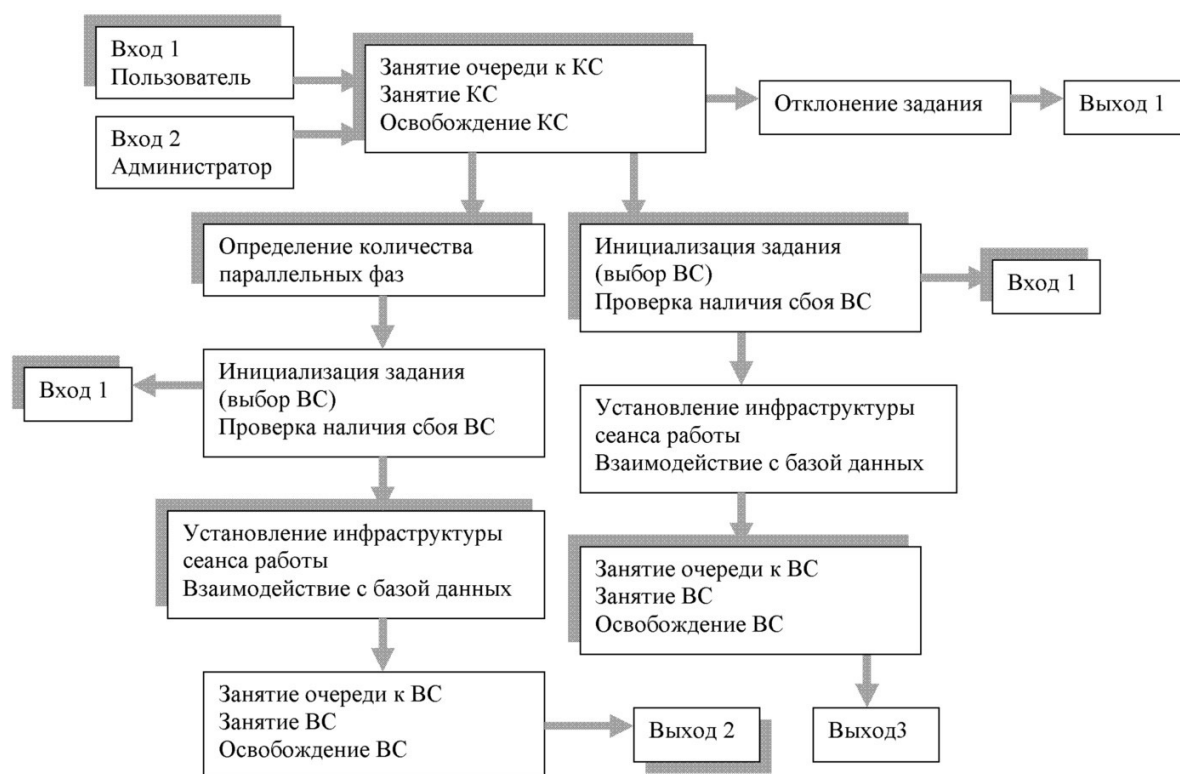 Вход 1
Пользователь
Вход 2
Администратор
Занятие очереди к КС
Занятие КС
Освобождение КС
Отклонение задания
Выход 1
Определение количества
параллельных фаз
Инициализация задания
(выбор ВС)
Проверка наличия сбоя ВС
Вход 1
Вход 1
Инициализация задания
(выбор ВС)
Проверка наличия сбоя ВС
Установление инфраструктуры
сеанса работы
Взаимодействие с базой данных
Установление инфраструктуры
сеанса работы
Взаимодействие с базой данных
Занятие очереди к ВС
Занятие ВС
Освобождение ВС
Занятие очереди к ВС
Занятие ВС
Освобождение ВС
Выход 2
Выход3